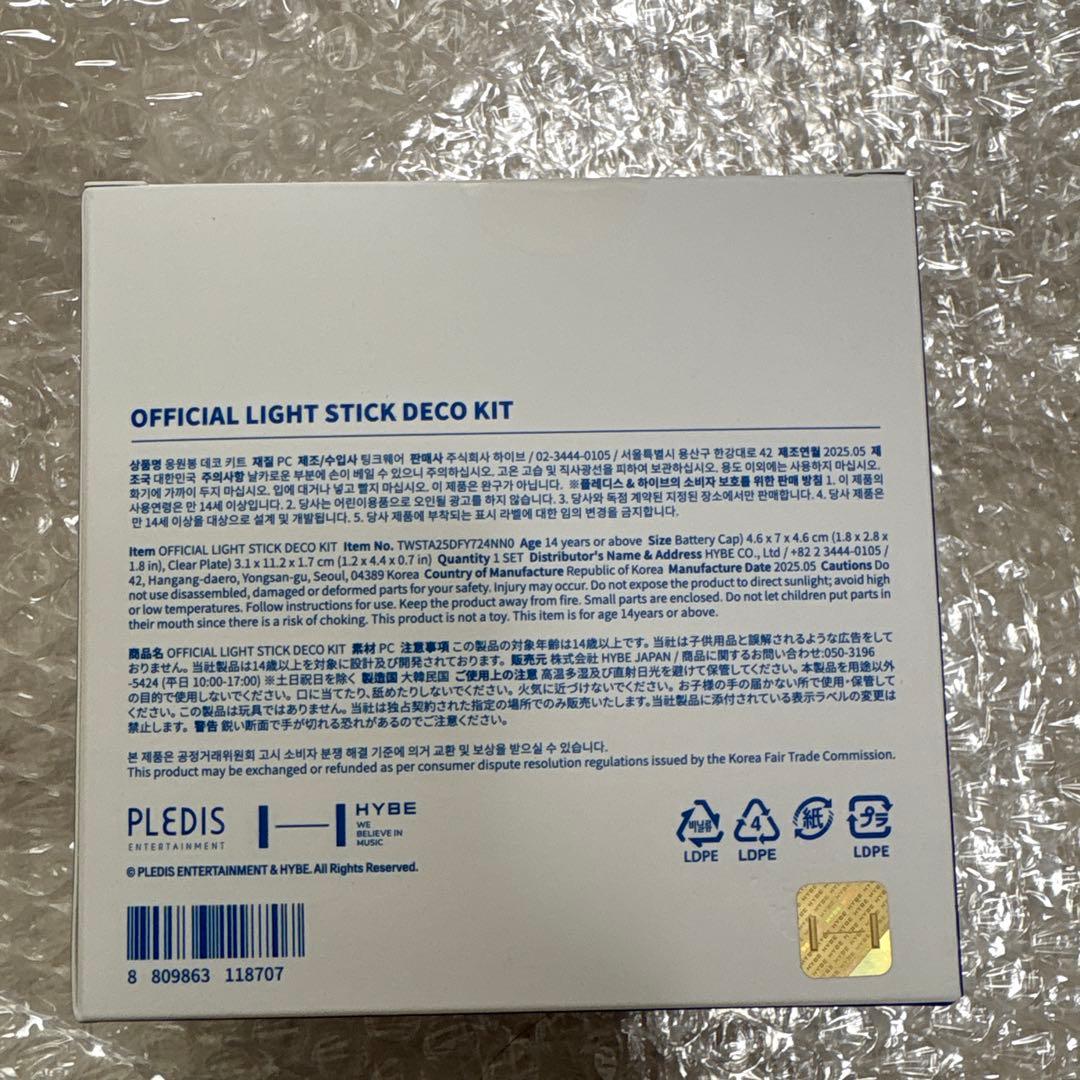 OFFICIAL LIGHT STICK DECO KIT
상품명 응원봉 데코 키트 재질 PC 제조/수입사 팅크웨어 판매사 주식회사 하이브 / 02-3444-0105 / 서울특별시 용산구 한강대로 42 제조연월 2025.05 제
조국 대한민국 주의사항 날카로운 부분에 손이 베일 수 있으니 주의하십시오. 고온 고습 및 직사광선을 피하여 보관하십시오. 용도 이외에는 사용하지 마십시오.
화기에 가까이 두지 마십시오. 입에 대거나 넣고 빨지 마십시오. 이 제품은 완구가 아닙니다. ※플레디스 & 하이브의 소비자 보호를 위한 판매 방침 1. 이 제품의
사용연령은 만 14세 이상입니다. 2. 당사는 어린이용품으로 오인될 광고를 하지 않습니다. 3. 당사와 독점 계약된 지정된 장소에서만 판매합니다. 4. 당사 제품은
만 14세 이상을 대상으로 설계 및 개발됩니다. 5. 당사 제품에 부착되는 표시 라벨에 대한 임의 변경을 금지합니다.
Item OFFICIAL LIGHT STICK DECO KIT Item No. TWSTA25DFY724NN0 Age 14 years or above Size Battery Cap) 4.6 x 7 x 4.6 cm (1.8 x 2.8 x
1.8 in), Clear Plate) 3.1 x 11.2 x 1.7 cm (1.2 x 4.4 x 0.7 in) Quantity 1 SET Distributor's Name & Address HYBE CO., Ltd / +82 2 3444-0105 /
42, Hangang-daero, Yongsan-gu, Seoul, 04389 Korea Country of Manufacture Republic of Korea Manufacture Date 2025.05 Cautions Do
not use disassembled, damaged or deformed parts for your safety. Injury may occur. Do not expose the product to direct sunlight; avoid high
or low temperatures. Follow instructions for use. Keep the product away from fire. Small parts are enclosed. Do not let children put parts in
their mouth since there is a risk of choking. This product is not a toy. This item is for age 14years or above.
商品名 OFFICIAL LIGHT STICK DECO KIT 素材 PC 注意事項 この製品の対象年齢は14歳以上です。当社は子供用品と誤解されるような広告をして
おりません。当社製品は14歳以上を対象に設計及び開発されております。販売元 株式会社 HYBE JAPAN / 商品に関するお問い合わせ:050-3196
-5424 (平日 10:00-17:00) ※土日祝日を除く 製造国 大韓民国 ご使用上の注意 高温多湿及び直射日光を避けて保管してください。本製品を用途以外
の目的で使用しないでください。口に当てたり、舐めたりしないでください。火気に近づけないでください。お子様の手の届かない所で使用・保管して
ください。この製品は玩具ではありません。当社は独占契約された指定の場所でのみ販売いたします。当社製品に添付されている表示ラベルの変更は
禁止します。警告 鋭い断面で手が切れる恐れがあるのでご注意ください。
본 제품은 공정거래위원회 고시 소비자 분쟁 해결 기준에 의거 교환 및 보상을 받으실 수 있습니다.
This product may be exchanged or refunded as per consumer dispute resolution regulations issued by the Korea Fair Trade Commission.
PLEDIS
ENTERTAINMENT
HYBE
WE
BELIEVE IN
MUSIC
© PLEDIS ENTERTAINMENT & HYBE. All Rights Reserved.
비닐류
LDPE
4
LDPE
紙
プラ
LDPE
8 809863 118707